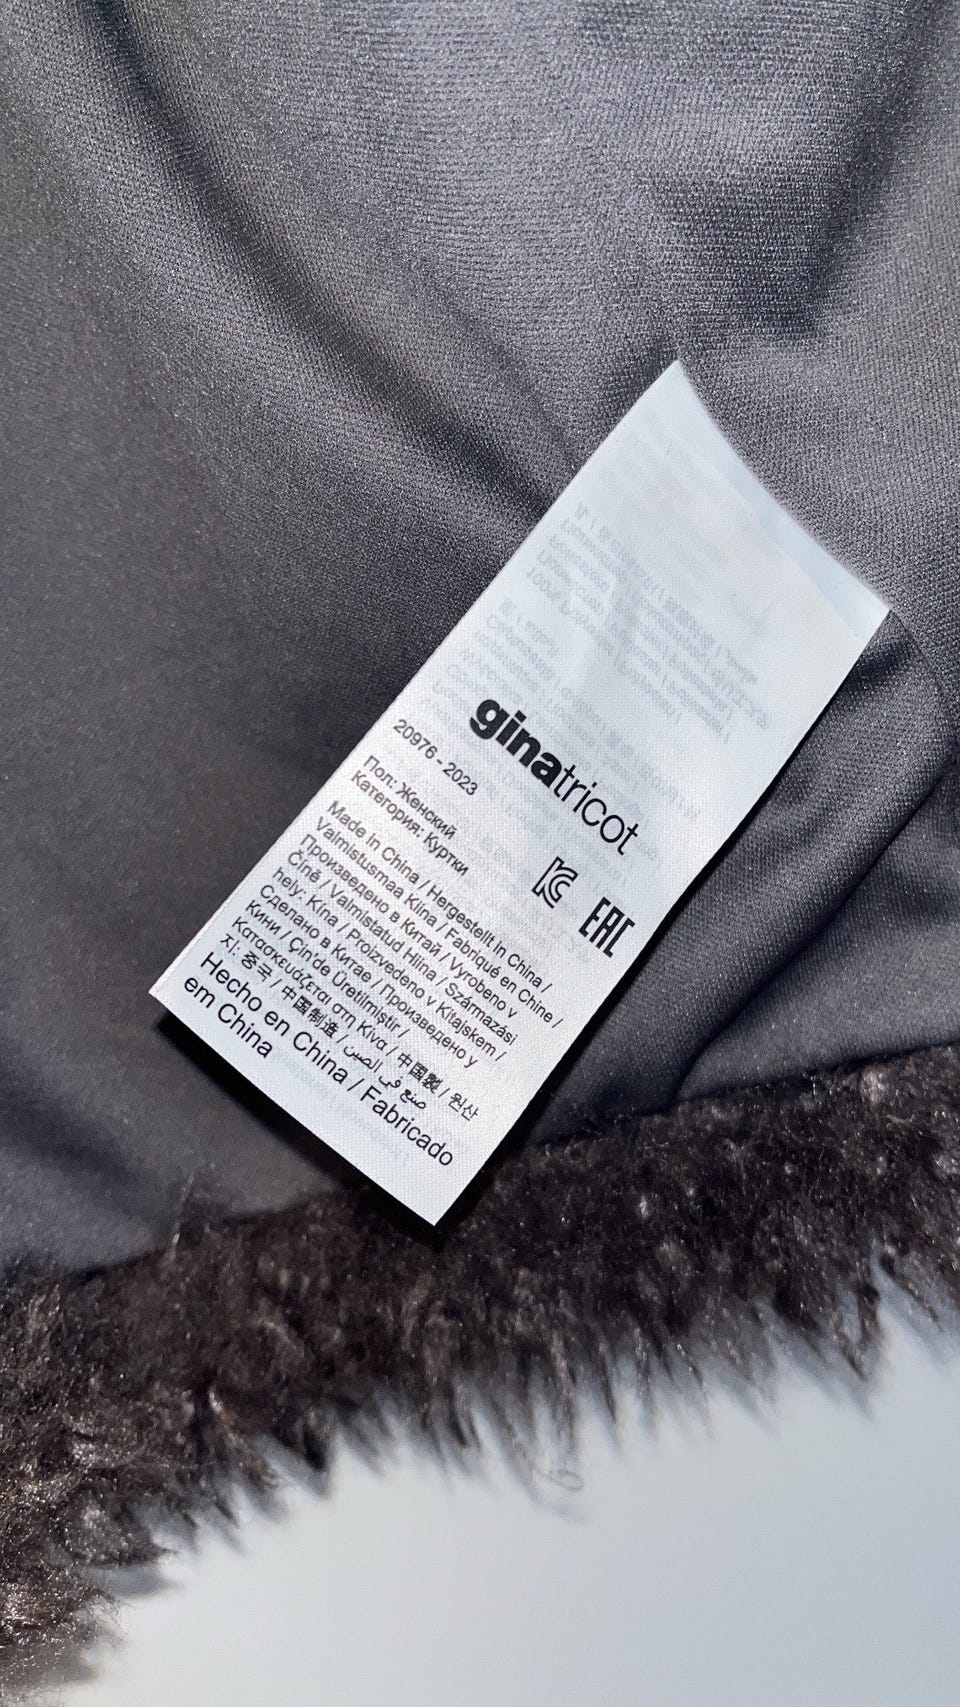 ginatricot
20976 - 2023
KC EAC
Пол: Женский
Категория: Куртки
Made in China / Hergestellt in China /
Valmistusmaa Kiina / Fabriqué en Chine /
Произведено в Китай / Vyrobeno v
Číně / Valmistatud Hiina / Származási
hely: Kína / Proizvedeno v Kitajskem /
Сделано в Китае / Произведено у
Кини / Çin'de Üretilmiştir /
Κατασκευάζεται στη Κίνα / 中国製 / 원산
지: 중국 / 中国制造 / صنع في الصين
Hecho en China / Fabricado
em China